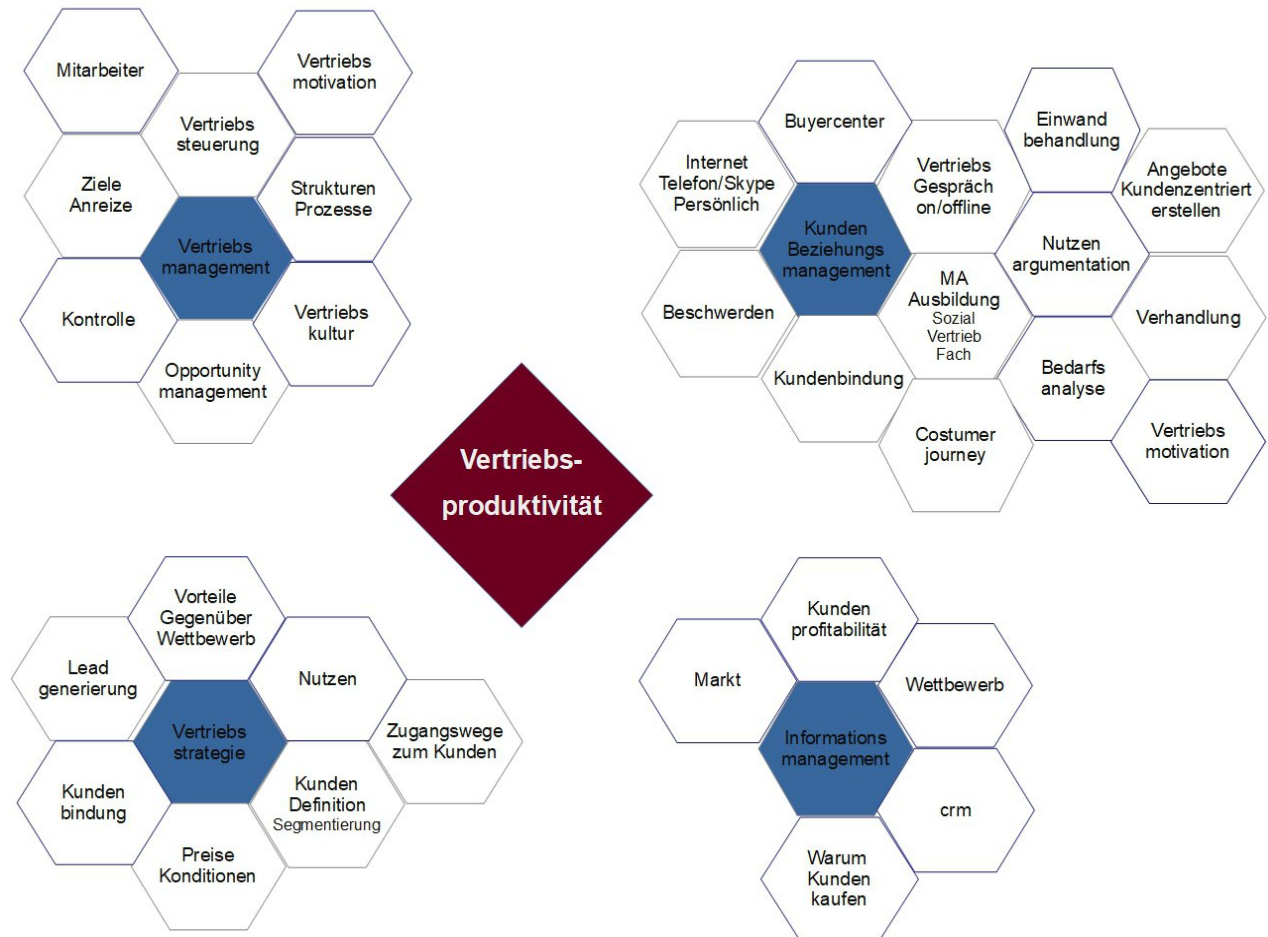 Mitarbeiter
Vertriebs
motivation
Vertriebs
steuerung
Ziele
Anreize
Strukturen
Prozesse
Vertriebs
management
Kontrolle
Vertriebs
kultur
Opportunity
management
Buyercenter
Einwand
behandlung
Internet
Telefon/Skype
Persönlich
Vertriebs
Gespräch
on/offline
Angebote
Kundenzentriert
erstellen
Kunden
Beziehungs
management
Nutzen
argumentation
Beschwerden
MA
Ausbildung
Sozial
Vertrieb
Fach
Verhandlung
Kundenbindung
Bedarfs
analyse
Costumer
journey
Vertriebs
motivation
Vertriebs-
produktivität
Vorteile
Gegenüber
Wettbewerb
Lead
generierung
Nutzen
Vertriebs
strategie
Zugangswege
zum Kunden
Kunden
bindung
Kunden
Definition
Segmentierung
Preise
Konditionen
Kunden
profitabilität
Markt
Wettbewerb
Informations
management
crm
Warum
Kunden
kaufen